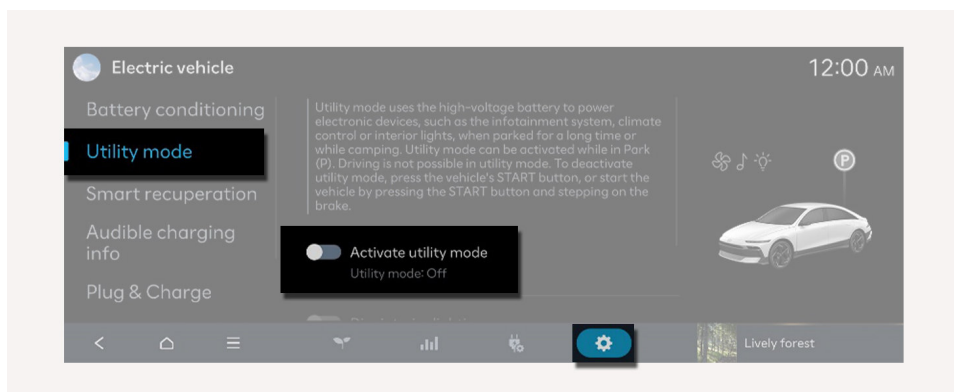 Electric vehicle
12:00 AM
Battery conditioning
Utility mode
Smart recuperation
Audible charging
info
Plug & Charge
Utility mode uses the high-voltage battery to power
electronic devices, such as the infotainment system, climate
control or interior lights, when parked for a long time or
while camping. Utility mode can be activated while in Park
(P). Driving is not possible in utility mode. To deactivate
utility mode, press the vehicle's START button, or start the
vehicle by pressing the START button and stepping on the
brake.
Activate utility mode
Utility mode: Off
P
Lively forest